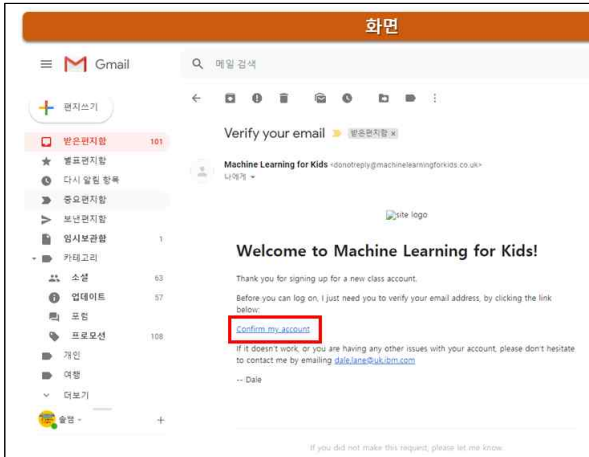 화면
Gmail
메일 검색
편지쓰기
받은편지함 101
별표편지함
다시 알림 항목
중요편지함
보낸편지함
임시보관함 1
카테고리
소셜 63
업데이트 57
포럼
프로모션 108
개인
여행
더보기
솔쌤
Verify your email 받은편지함 x
Machine Learning for Kids <donotreply@machinelearningforkids.co.uk>
나에게
site logo
Welcome to Machine Learning for Kids!
Thank you for signing up for a new class account.
Before you can log on, I just need you to verify your email address, by clicking the link
below:
Confirm my account
If it doesn't work, or you are having any other issues with your account, please don't hesitate
to contact me by emailing dale.lane@uk.ibm.com
-- Dale
If you did not make this request, please let me know.